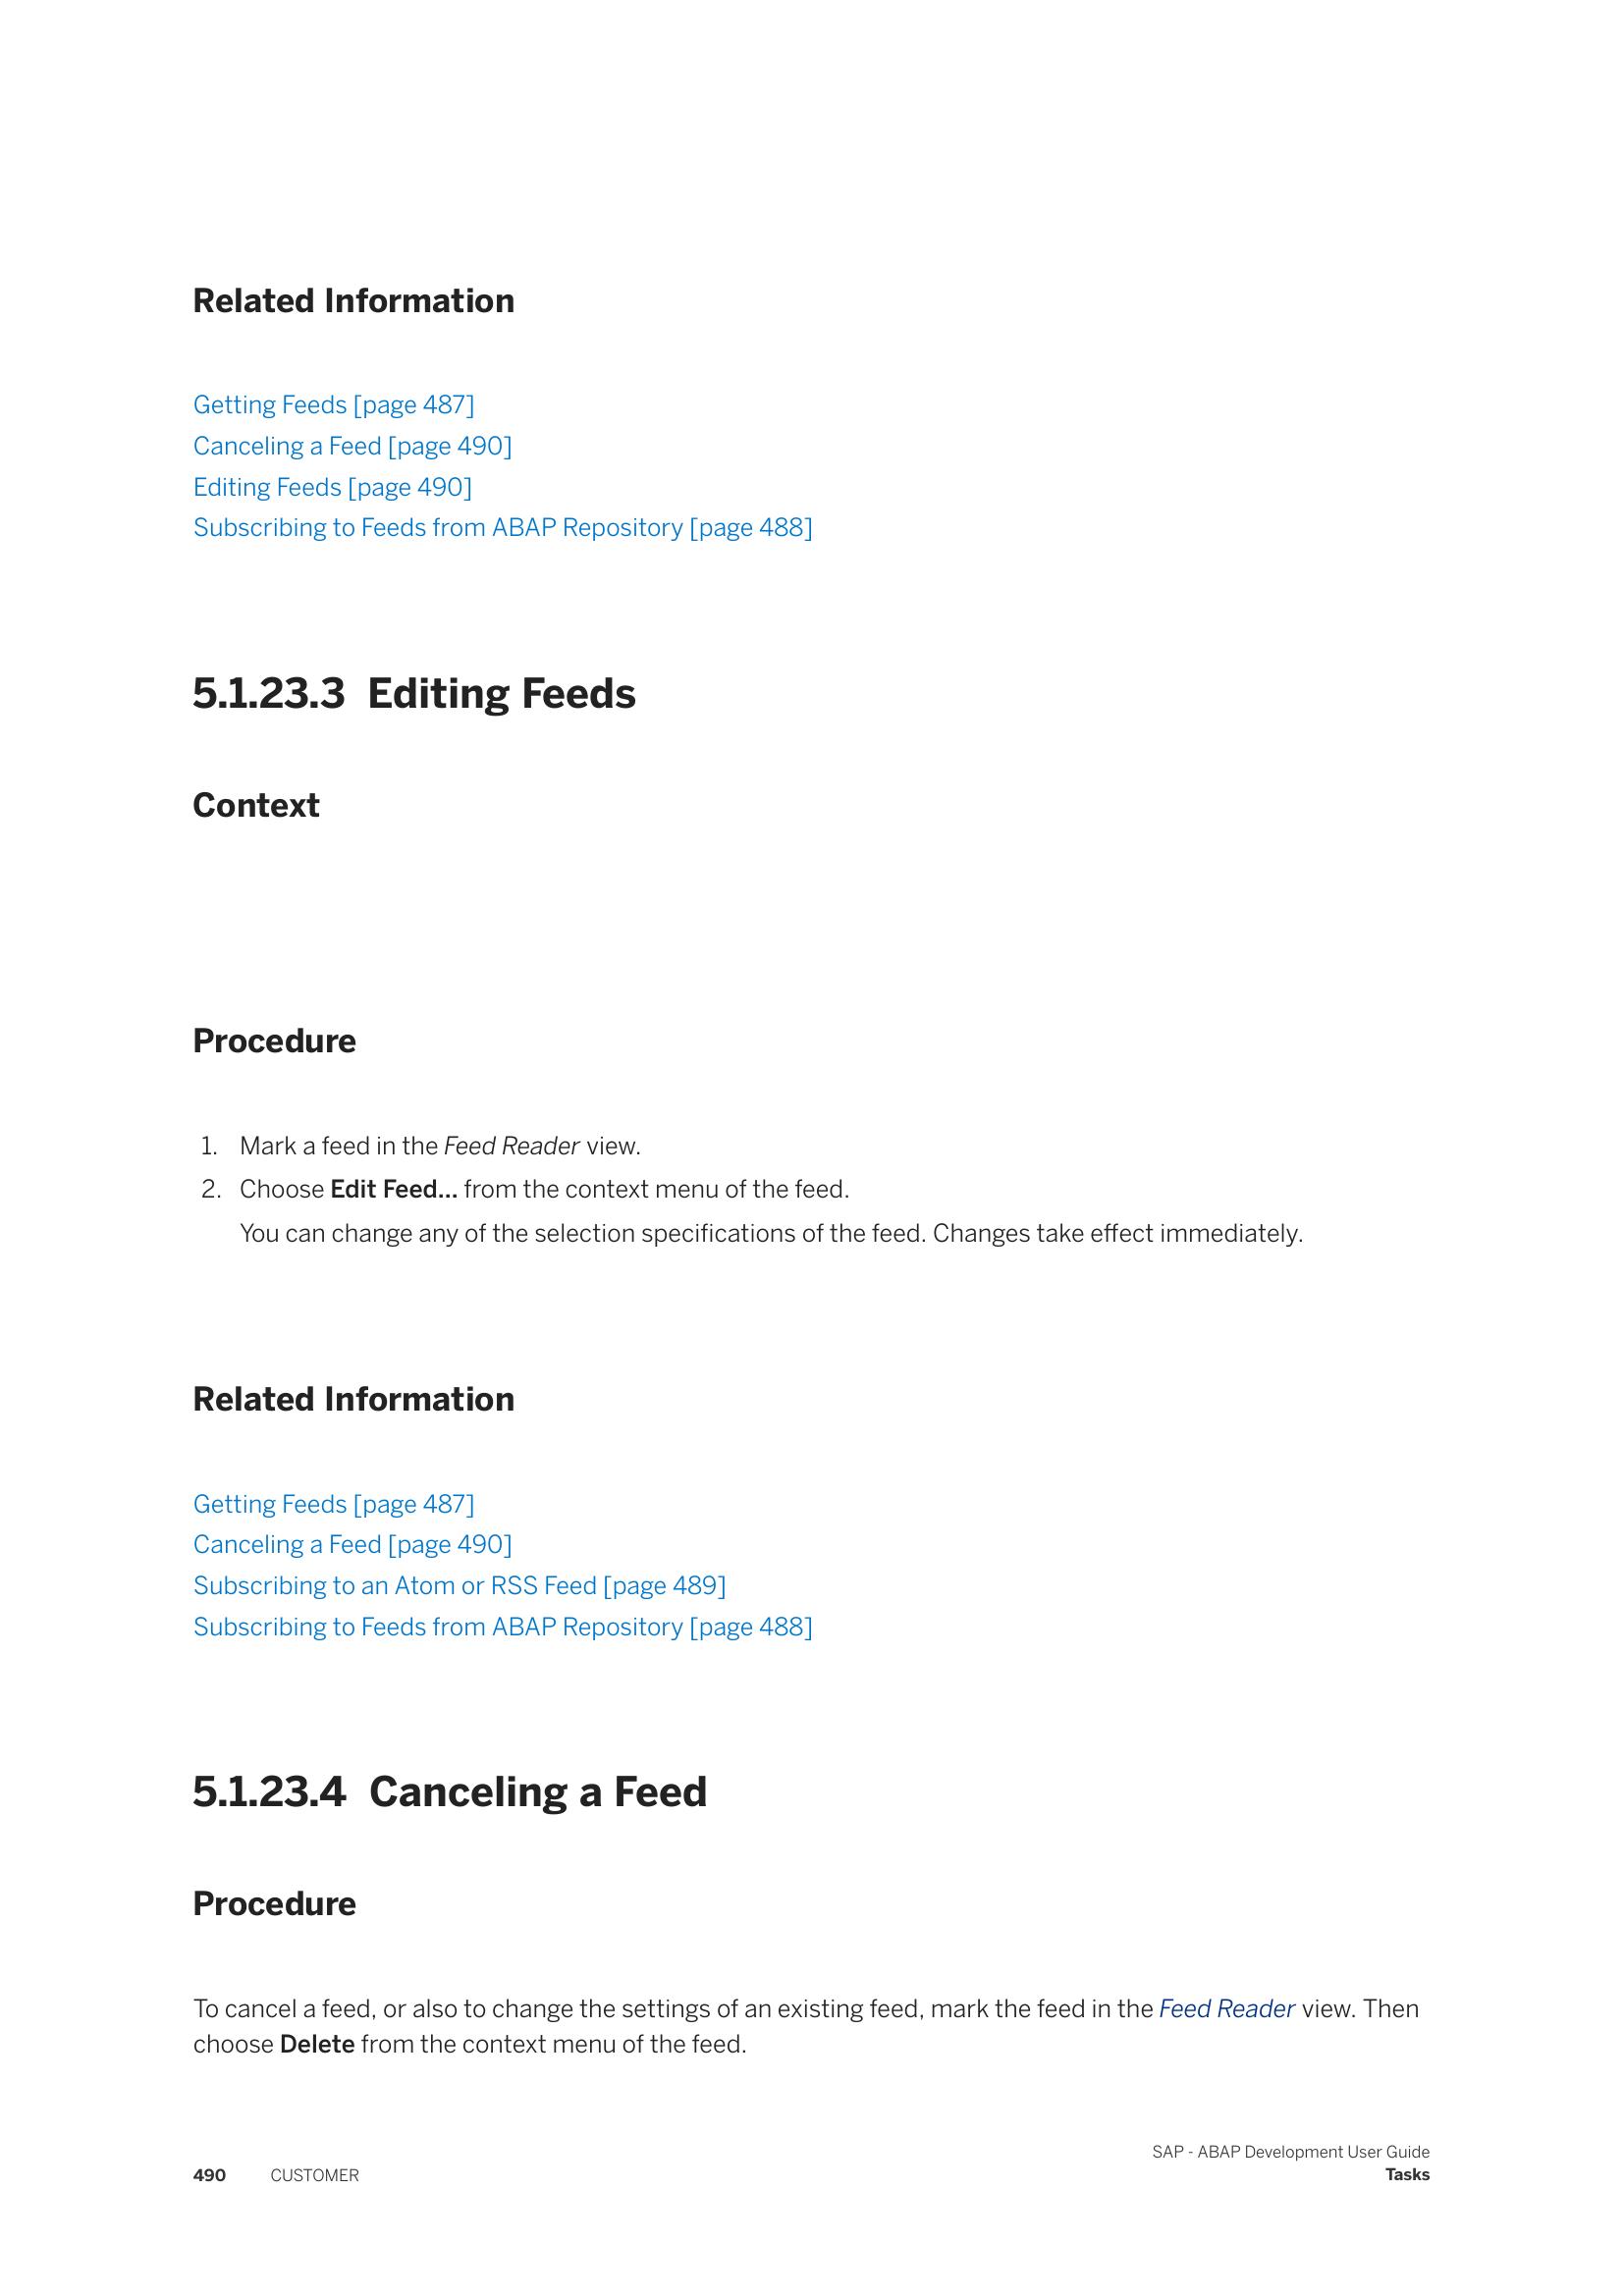 Related Information
Getting Feeds [page 487]
Canceling a Feed [page 490]
Editing Feeds [page 490]
Subscribing to Feeds from ABAP Repository [page 488]
5.1.23.3 Editing Feeds
Context
Procedure
1. Mark a feed in the Feed Reader view.
2. Choose Edit Feed... from the context menu of the feed.
You can change any of the selection specifications of the feed. Changes take effect immediately.
Related Information
Getting Feeds [page 487]
Canceling a Feed [page 490]
Subscribing to an Atom or RSS Feed [page 489]
Subscribing to Feeds from ABAP Repository [page 488]
5.1.23.4 Canceling a Feed
Procedure
To cancel a feed, or also to change the settings of an existing feed, mark the feed in the Feed Reader view. Then
choose Delete from the context menu of the feed.
SAP - ABAP Development User Guide
490 CUSTOMER Tasks